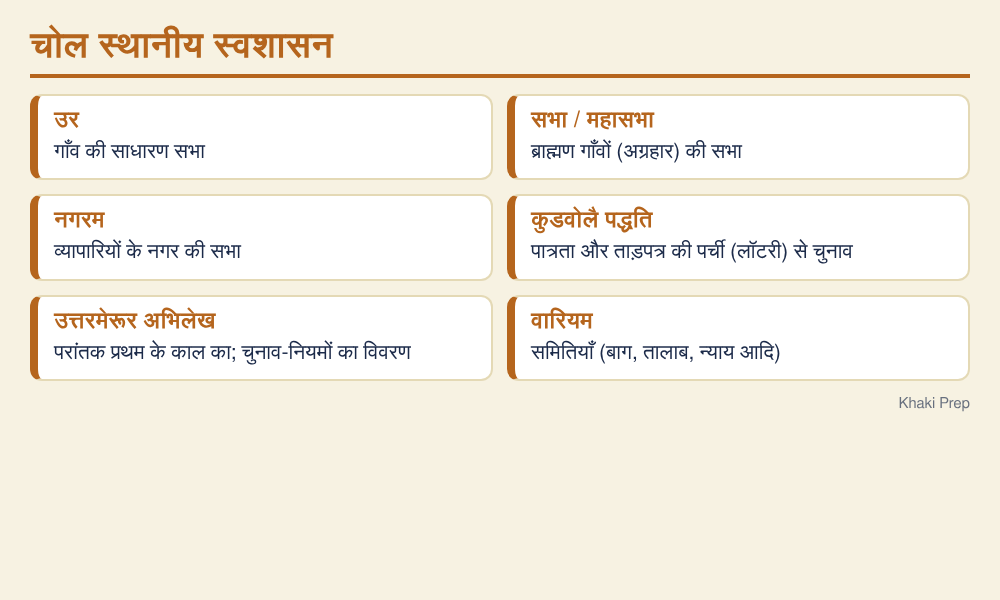 चोल स्थानीय स्वशासन
उर
गाँव की साधारण सभा
सभा / महासभा
ब्राह्मण गाँवों (अग्रहार) की सभा
नगरम
व्यापारियों के नगर की सभा
कुडवोलै पद्धति
पात्रता और ताड़पत्र की पर्ची (लॉटरी) से चुनाव
उत्तरमेरूर अभिलेख
परांतक प्रथम के काल का; चुनाव-नियमों का विवरण
वारियम
समितियाँ (बाग, तालाब, न्याय आदि)
Khaki Prep